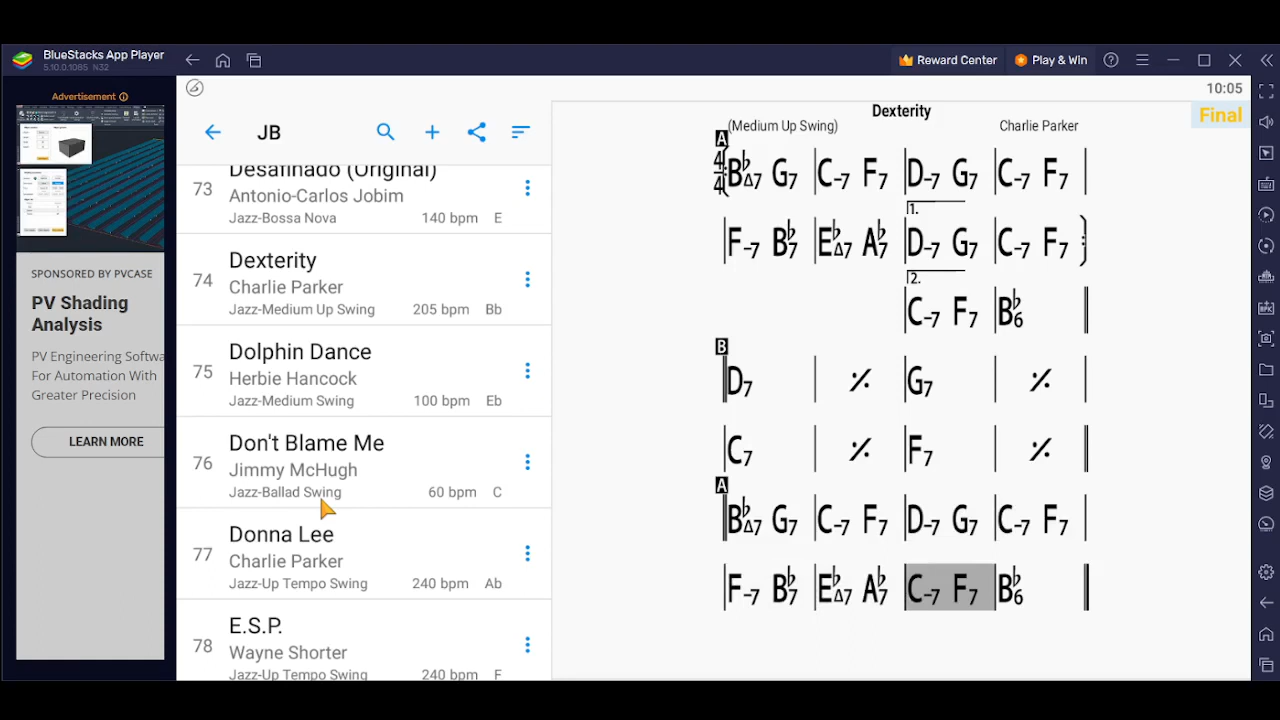 BlueStacks App Player
5.10.0.1085 N32
Reward Center
Play & Win
Advertisement
SPONSORED BY PVCASE
PV Shading
Analysis
PV Engineering Softwa
For Automation With
Greater Precision
LEARN MORE
JB
73
Desafinado (Original)
Antonio-Carlos Jobim
Jazz-Bossa Nova 140 bpm E
74
Dexterity
Charlie Parker
Jazz-Medium Up Swing 205 bpm Bb
75
Dolphin Dance
Herbie Hancock
Jazz-Medium Swing 100 bpm Eb
76
Don't Blame Me
Jimmy McHugh
Jazz-Ballad Swing 60 bpm C
77
Donna Lee
Charlie Parker
Jazz-Up Tempo Swing 240 bpm Ab
78
E.S.P.
Wayne Shorter
Jazz-Up Tempo Swing 240 bpm F
10:05
Final
Dexterity
(Medium Up Swing) Charlie Parker
A
4/4 B♭Δ7 G7 | C-7 F7 | D-7 G7 | C-7 F7 |
1.
| F-7 B♭7 | E♭Δ7 A♭7 | D-7 G7 | C-7 F7
2.
| C-7 F7 | B♭6
B
D7 | 𝄎 | G7 | 𝄎 |
| C7 | 𝄎 | F7 | 𝄎
A
B♭Δ7 G7 | C-7 F7 | D-7 G7 | C-7 F7 |
| F-7 B♭7 | E♭Δ7 A♭7 | C-7 F7 | B♭6